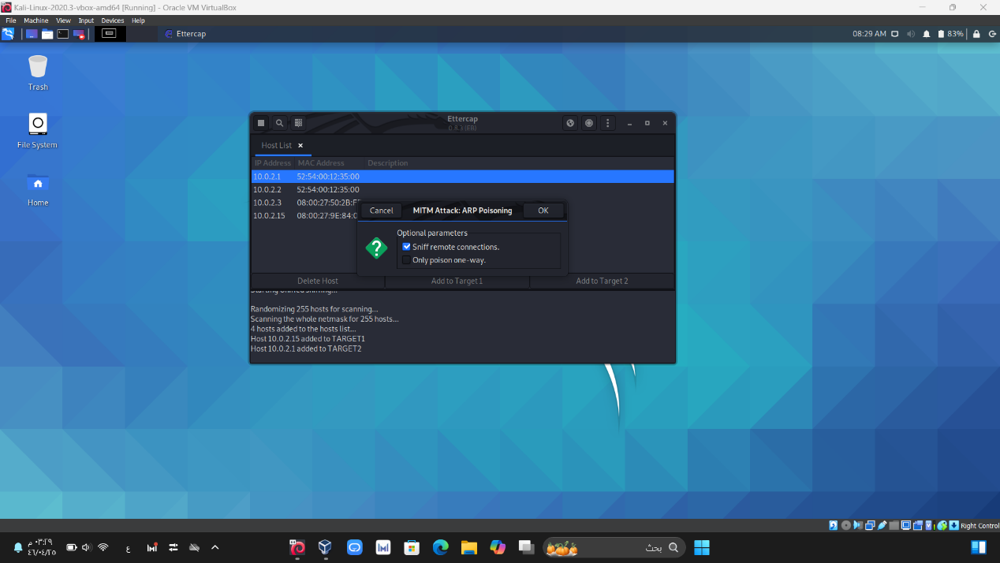 Kali-Linux-2020.3-vbox-amd64 [Running] - Oracle VM VirtualBox
File Machine View Input Devices Help
Ettercap
08:29 AM
83%
Trash
File System
Home
Ettercap
0.8.3 (EB)
Host List
IP Address MAC Address Description
10.0.2.1 52:54:00:12:35:00
10.0.2.2 52:54:00:12:35:00
10.0.2.3 08:00:27:50:2B:
10.0.2.15 08:00:27:9E:84:
Cancel MITM Attack: ARP Poisoning OK
Optional parameters
Sniff remote connections.
Only poison one-way.
Delete Host Add to Target 1 Add to Target 2
Starting Unified sniffing...
Randomizing 255 hosts for scanning...
Scanning the whole netmask for 255 hosts...
4 hosts added to the hosts list...
Host 10.0.2.15 added to TARGET1
Host 10.0.2.1 added to TARGET2
Right Control
٠٣:٢٩ م
٤٦/٠٤/٢٥
ع
بحث